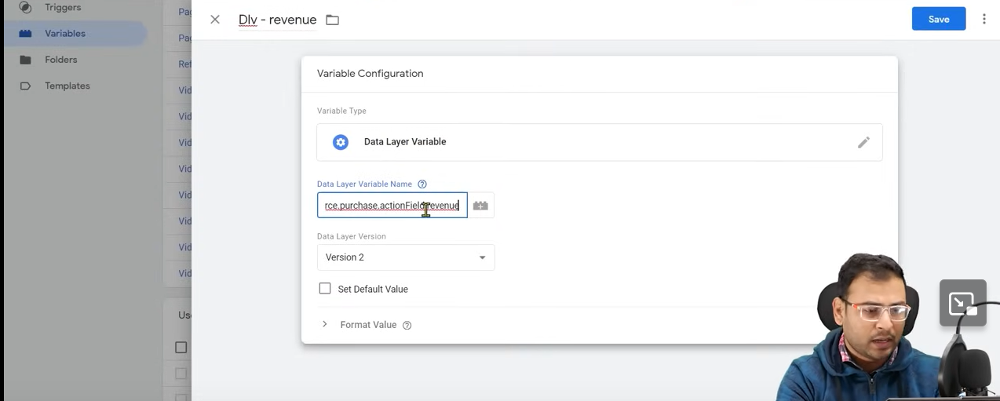 Triggers
Variables
Folders
Templates
Pag
Pag
Ref
Vid
Vid
Vid
Vid
Vid
Vid
Vid
Vid
Use
Dlv - revenue
Save
Variable Configuration
Variable Type
Data Layer Variable
Data Layer Variable Name
rce.purchase.actionField.revenue
Data Layer Version
Version 2
Set Default Value
Format Value